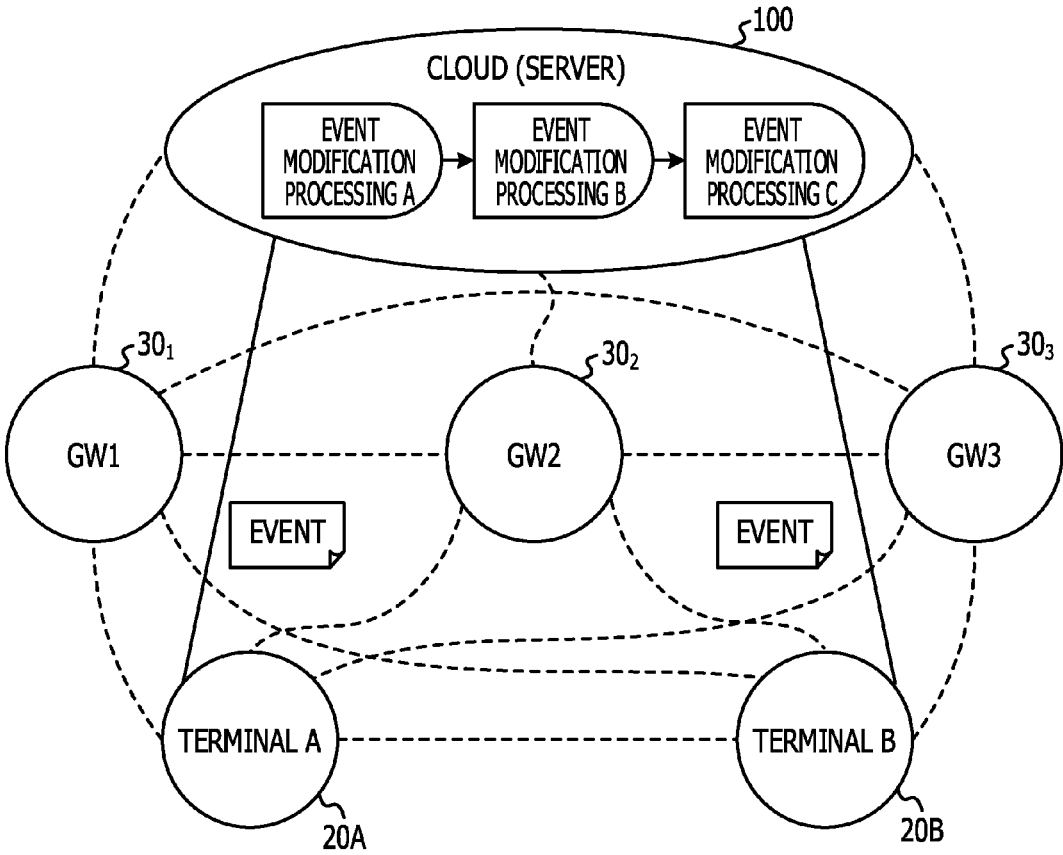 100
CLOUD (SERVER)
EVENT
MODIFICATION
PROCESSING A
EVENT
MODIFICATION
PROCESSING B
EVENT
MODIFICATION
PROCESSING C
30₁
30₂
30₃
GW1
GW2
GW3
EVENT
EVENT
TERMINAL A
TERMINAL B
20A
20B